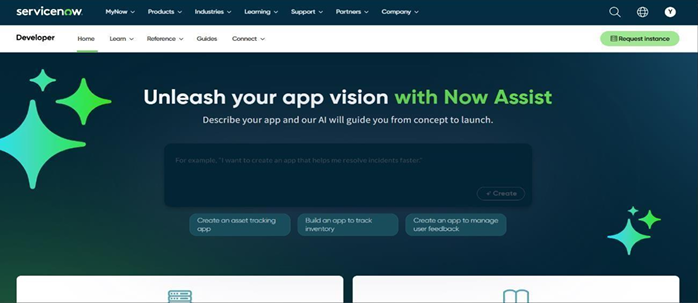 servicenow.
MyNow Products Industries Learning Support Partners Company
Y
Developer Home Learn Reference Guides Connect Request instance
Unleash your app vision with Now Assist
Describe your app and our AI will guide you from concept to launch.
For example, "I want to create an app that helps me resolve incidents faster."
Create
Create an asset tracking
app
Build an app to track
inventory
Create an app to manage
user feedback